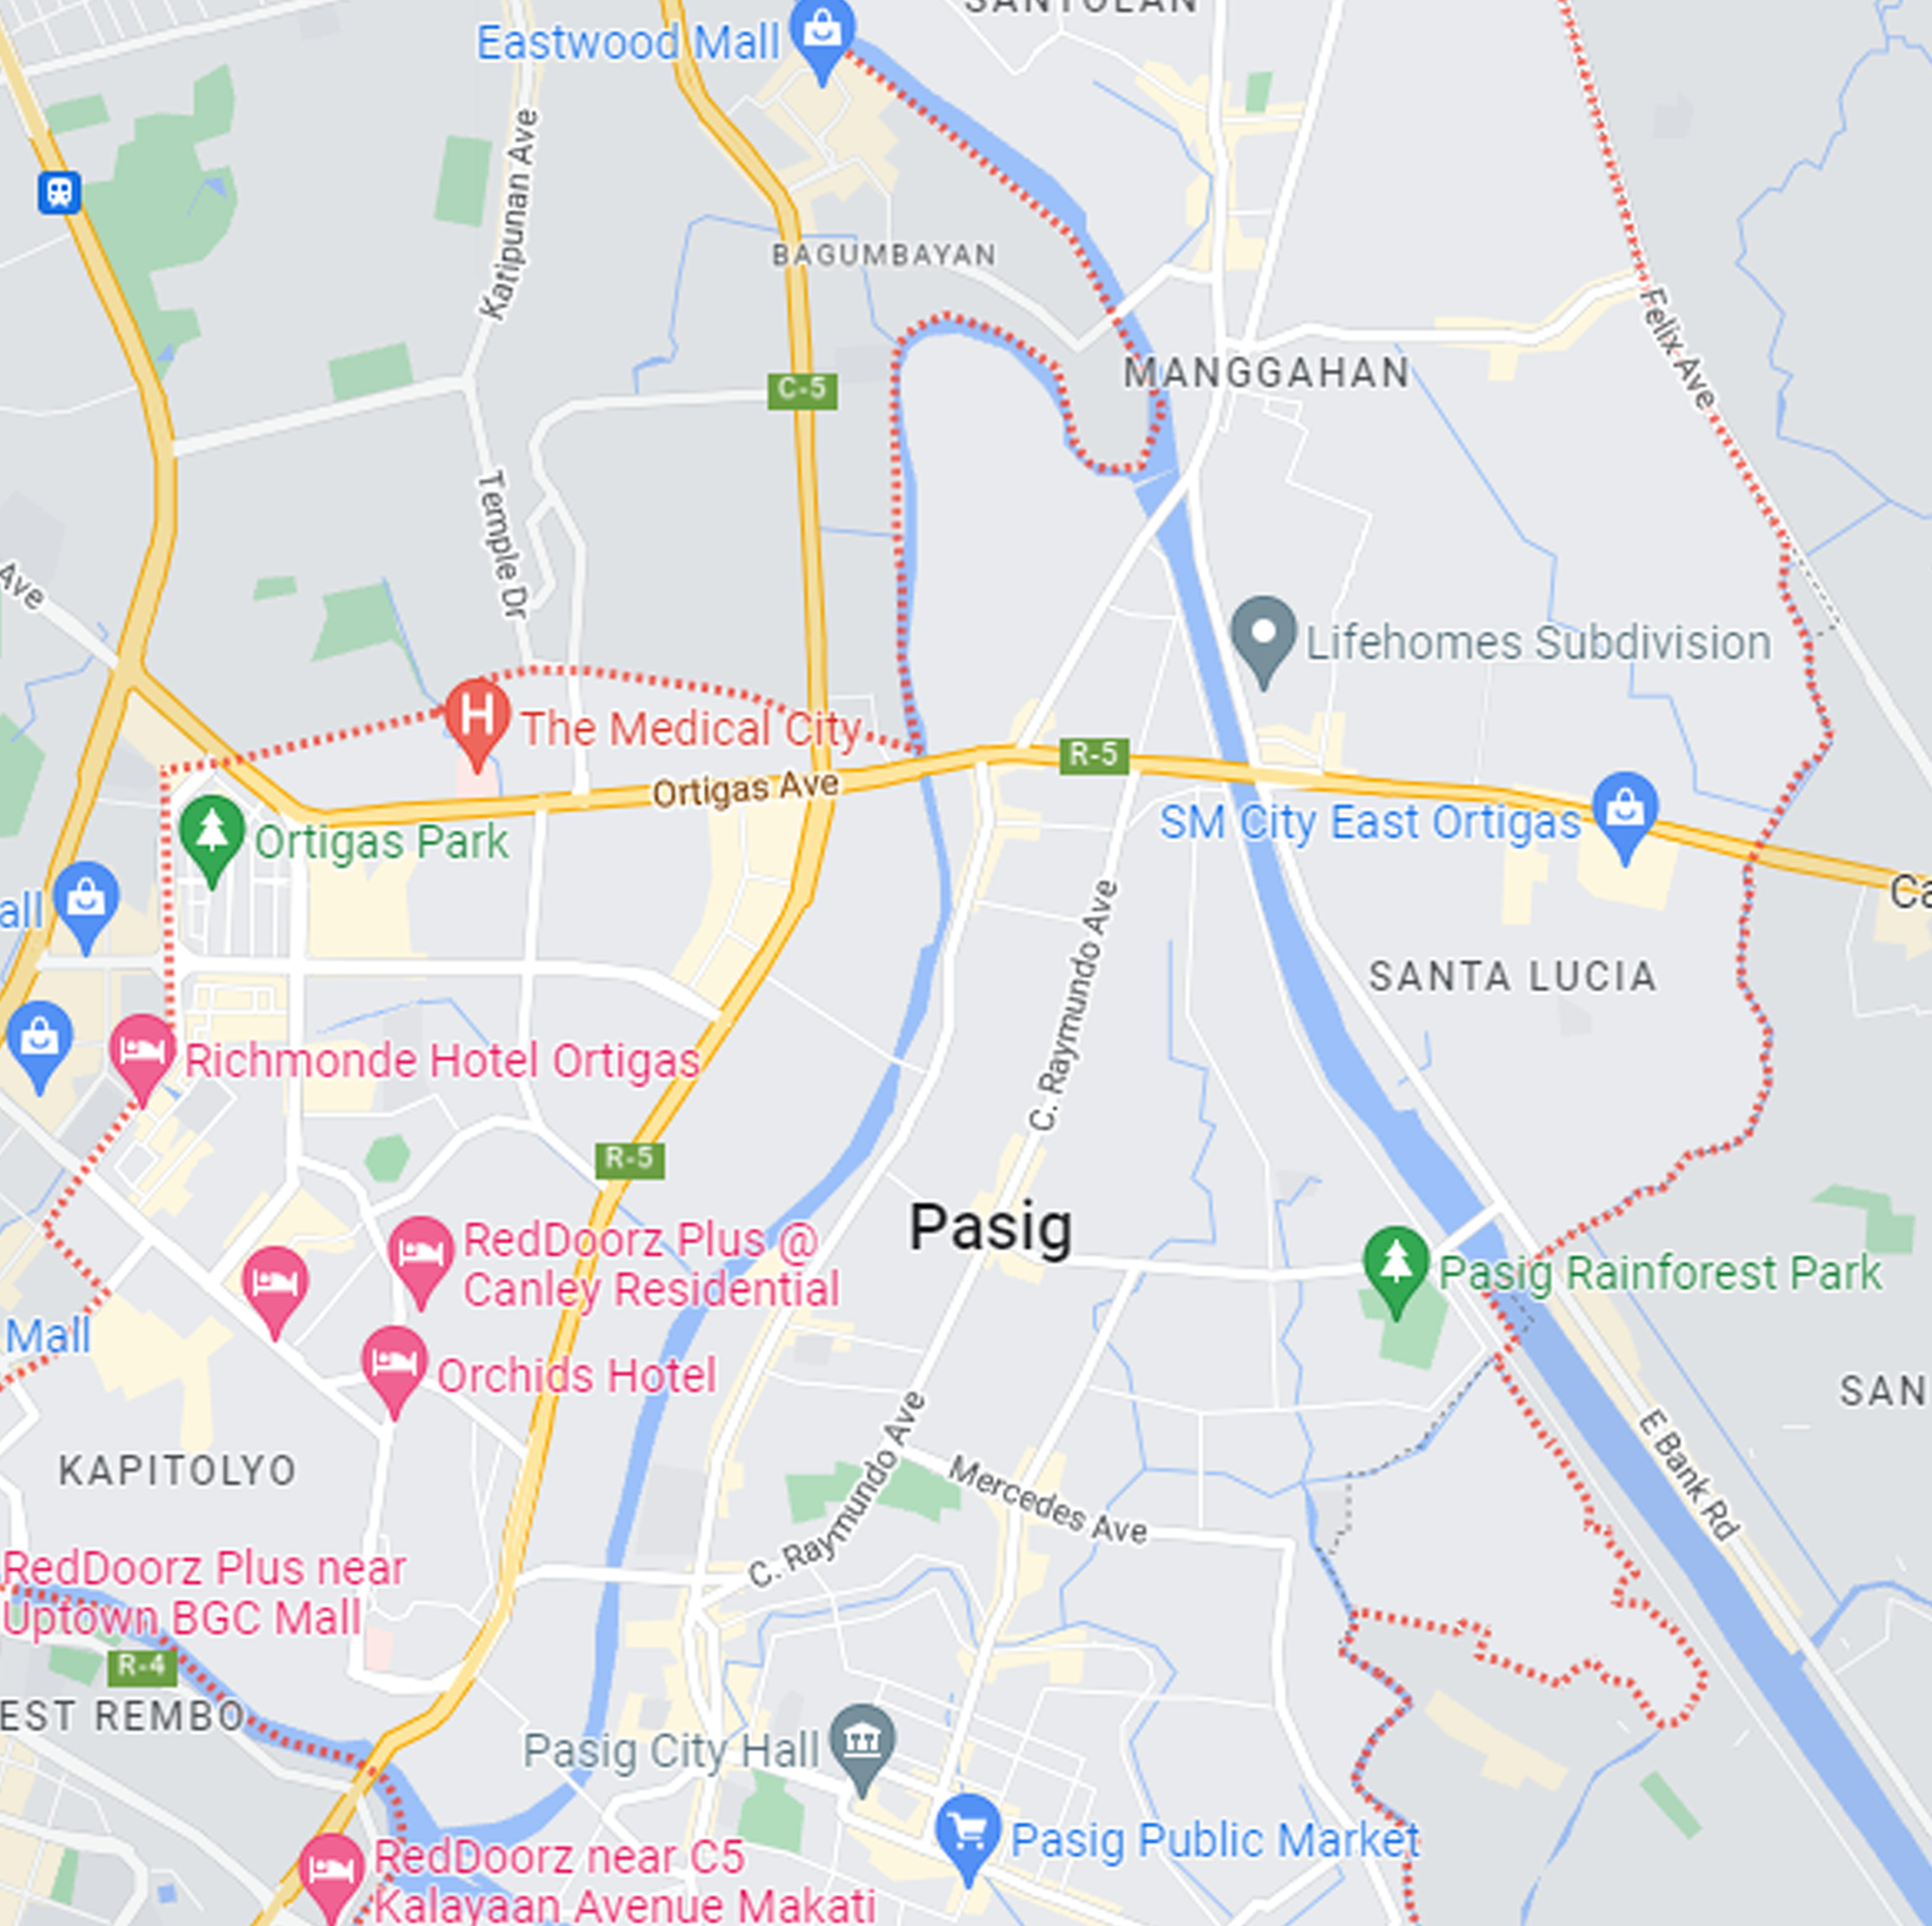 SANTOLAN
Eastwood Mall
Katipunan Ave
BAGUMBAYAN
Felix Ave
MANGGAHAN
C-5
Temple Dr
Ave
Lifehomes Subdivision
The Medical City
R-5
Ortigas Ave
SM City East Ortigas
Ortigas Park
Ca
all
C. Raymundo Ave
SANTA LUCIA
Richmonde Hotel Ortigas
R-5
Pasig
RedDoorz Plus @
Canley Residential
Pasig Rainforest Park
Mall
Orchids Hotel
SAN
KAPITOLYO
E Bank Rd
Mercedes Ave
C. Raymundo Ave
RedDoorz Plus near
Uptown BGC Mall
R-4
EST REMBO
Pasig City Hall
Pasig Public Market
RedDoorz near C5
Kalayaan Avenue Makati